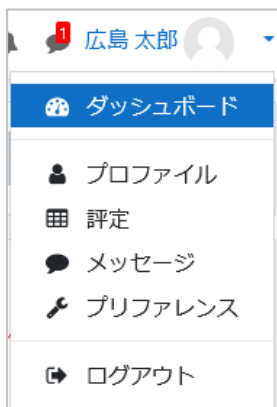 1 広島 太郎
ダッシュボード
プロファイル
評定
メッセージ
プリファレンス
ログアウト